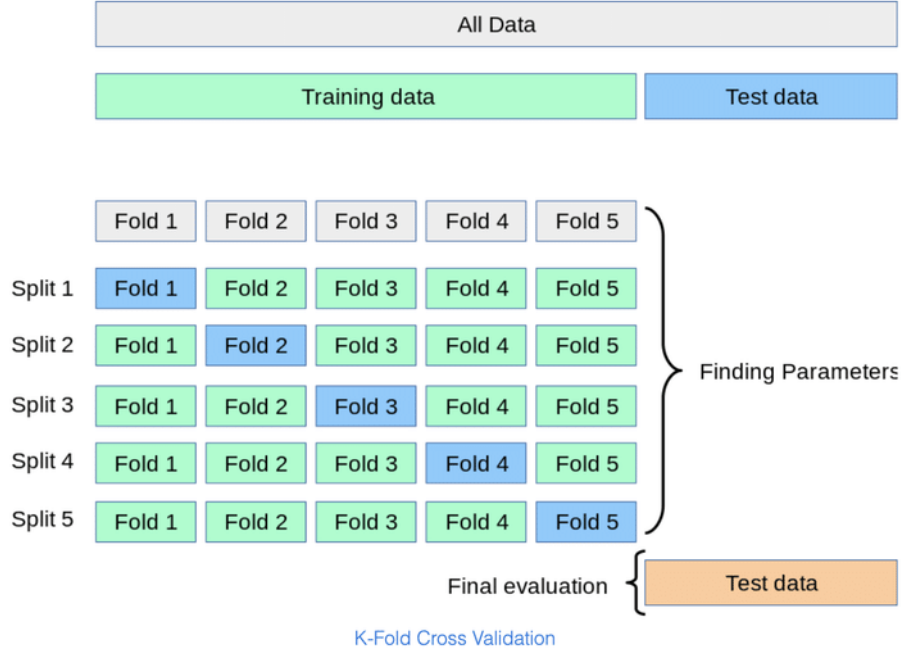 All Data
Training data
Test data
Fold 1 Fold 2 Fold 3 Fold 4 Fold 5
Split 1 Fold 1 Fold 2 Fold 3 Fold 4 Fold 5
Split 2 Fold 1 Fold 2 Fold 3 Fold 4 Fold 5
Finding Parameters
Split 3 Fold 1 Fold 2 Fold 3 Fold 4 Fold 5
Split 4 Fold 1 Fold 2 Fold 3 Fold 4 Fold 5
Split 5 Fold 1 Fold 2 Fold 3 Fold 4 Fold 5
Final evaluation
Test data
K-Fold Cross Validation